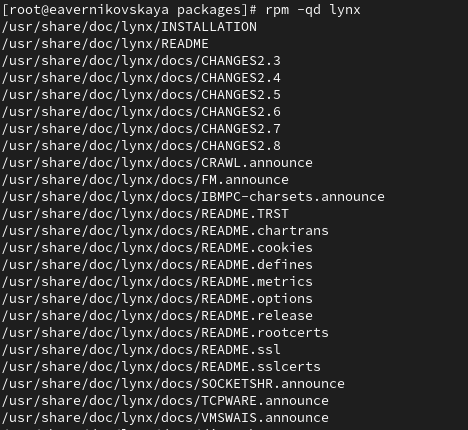 [root@eavernikovskaya packages]# rpm -qd lynx
/usr/share/doc/lynx/INSTALLATION
/usr/share/doc/lynx/README
/usr/share/doc/lynx/docs/CHANGES2.3
/usr/share/doc/lynx/docs/CHANGES2.4
/usr/share/doc/lynx/docs/CHANGES2.5
/usr/share/doc/lynx/docs/CHANGES2.6
/usr/share/doc/lynx/docs/CHANGES2.7
/usr/share/doc/lynx/docs/CHANGES2.8
/usr/share/doc/lynx/docs/CRAWL.announce
/usr/share/doc/lynx/docs/FM.announce
/usr/share/doc/lynx/docs/IBMPC-charsets.announce
/usr/share/doc/lynx/docs/README.TRST
/usr/share/doc/lynx/docs/README.chartrans
/usr/share/doc/lynx/docs/README.cookies
/usr/share/doc/lynx/docs/README.defines
/usr/share/doc/lynx/docs/README.metrics
/usr/share/doc/lynx/docs/README.options
/usr/share/doc/lynx/docs/README.release
/usr/share/doc/lynx/docs/README.rootcerts
/usr/share/doc/lynx/docs/README.ssl
/usr/share/doc/lynx/docs/README.sslcerts
/usr/share/doc/lynx/docs/SOCKETSHR.announce
/usr/share/doc/lynx/docs/TCPWARE.announce
/usr/share/doc/lynx/docs/VMSWAIS.announce